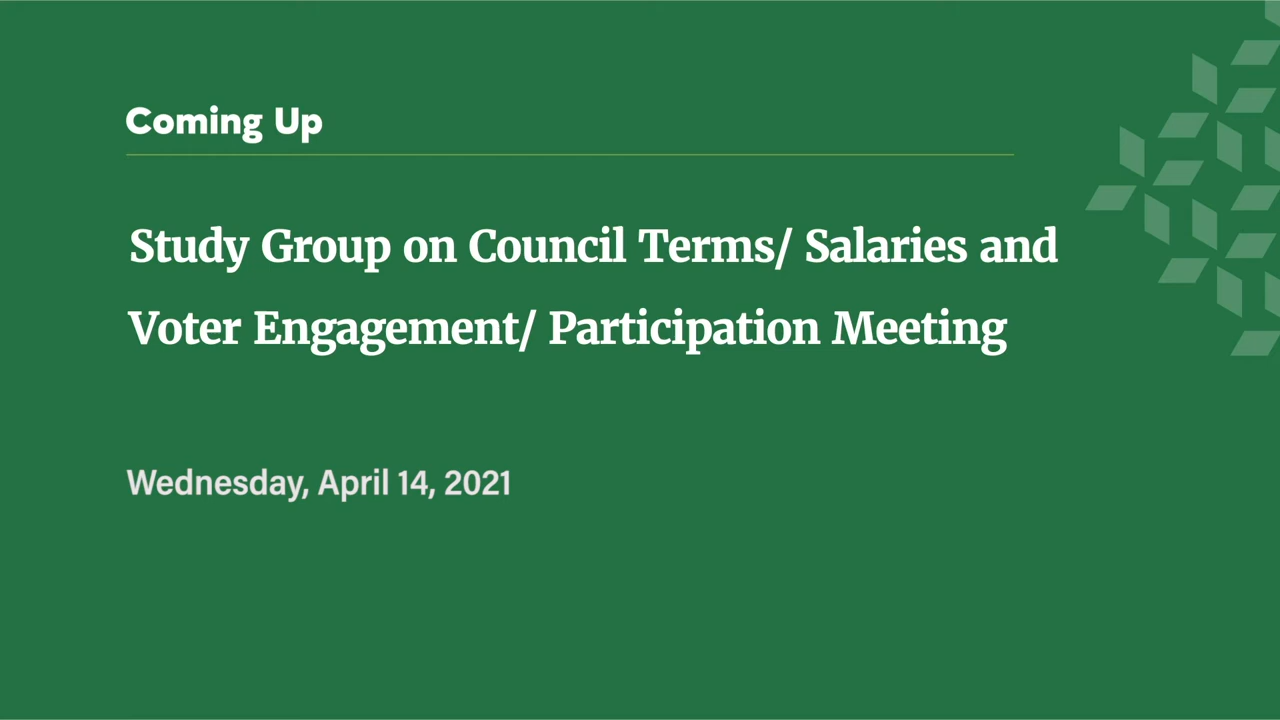 Coming Up
Study Group on Council Terms/ Salaries and
Voter Engagement/ Participation Meeting
Wednesday, April 14, 2021